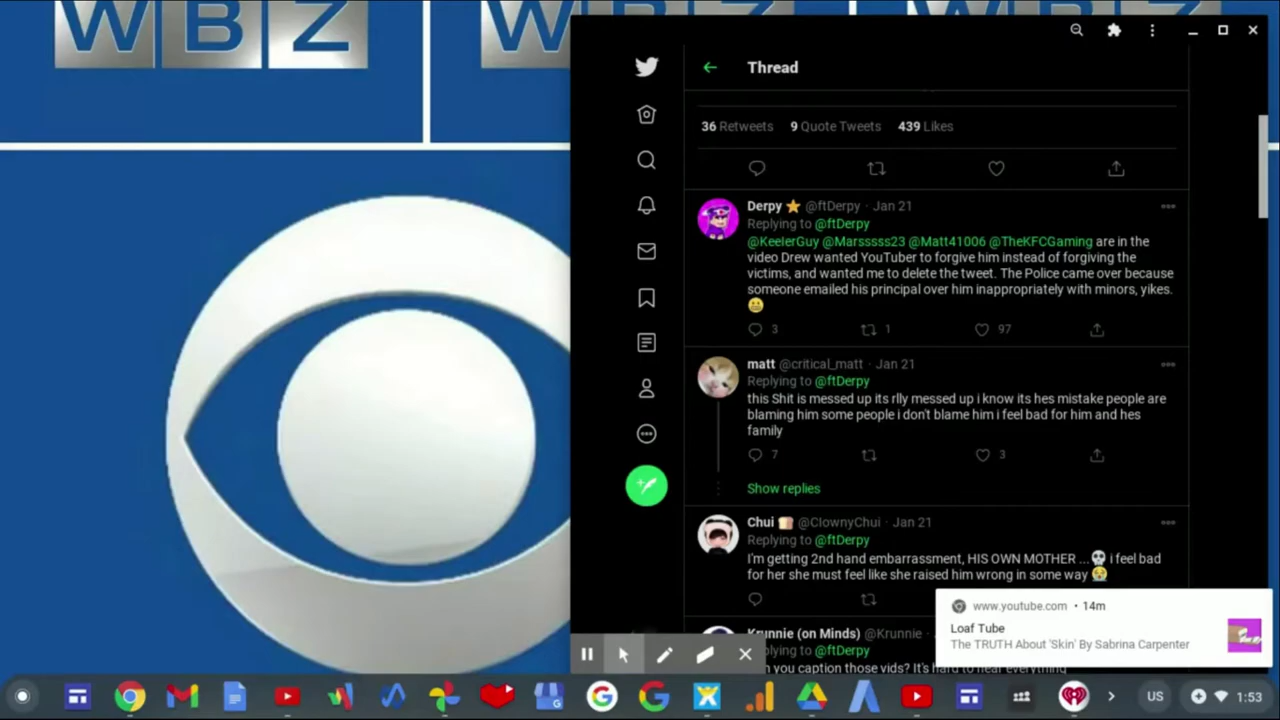 WBZ
Thread
36 Retweets 9 Quote Tweets 439 Likes
Derpy ⭐ @ftDerpy · Jan 21
Replying to @ftDerpy
@KeelerGuy @Marsssss23 @Matt41006 @TheKFCGaming are in the
video Drew wanted YouTuber to forgive him instead of forgiving the
victims, and wanted me to delete the tweet. The Police came over because
someone emailed his principal over him inappropriately with minors, yikes.
😬
3 1 97
matt @critical_matt · Jan 21
Replying to @ftDerpy
this Shit is messed up its rlly messed up i know its hes mistake people are
blaming him some people i don't blame him i feel bad for him and hes
family
7 3
Show replies
Chui 🍞 @ClownyChui · Jan 21
Replying to @ftDerpy
I'm getting 2nd hand embarrassment, HIS OWN MOTHER ...💀 i feel bad
for her she must feel like she raised him wrong in some way 😭
www.youtube.com · 14m
Loaf Tube
The TRUTH About 'Skin' By Sabrina Carpenter
Krunnie (on Minds) @Krunnie
plying to @ftDerpy
you caption those vids? It's hard to hear everything
US 1:53